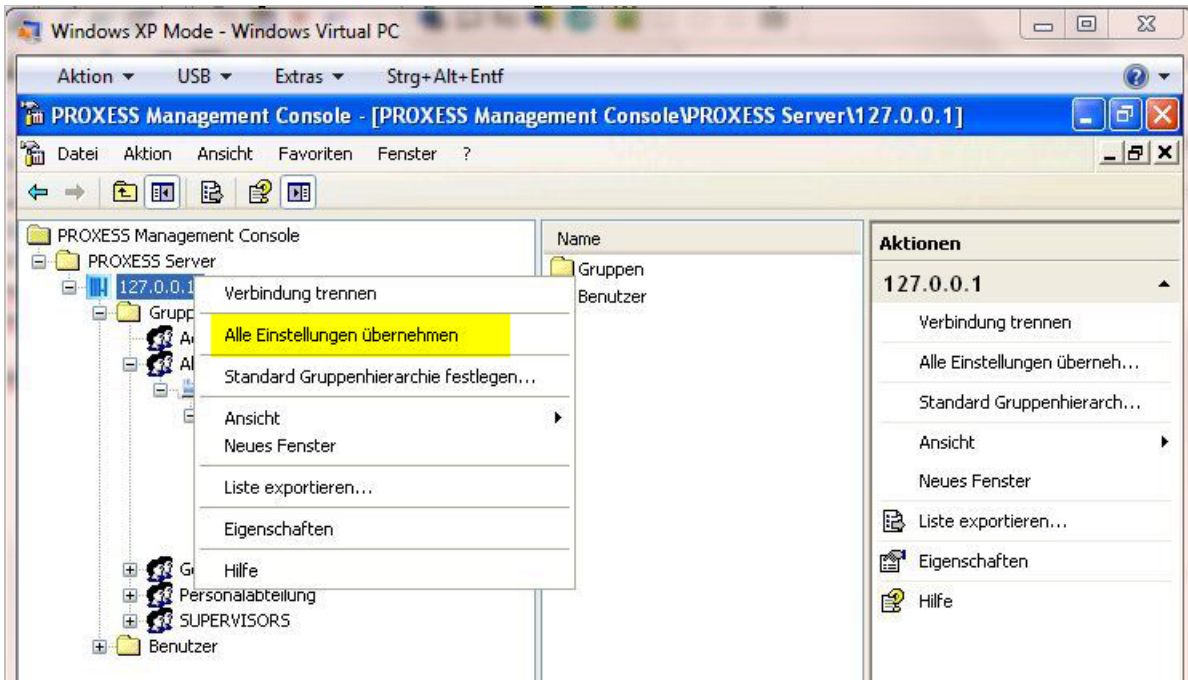 Windows XP Mode - Windows Virtual PC
Aktion USB Extras Strg+Alt+Entf
PROXESS Management Console - [PROXESS Management Console\PROXESS Server\127.0.0.1]
Datei Aktion Ansicht Favoriten Fenster ?
PROXESS Management Console
PROXESS Server
127.0.0.1
Grupp
Personalabteilung
SUPERVISORS
Benutzer
Verbindung trennen
Alle Einstellungen übernehmen
Standard Gruppenhierarchie festlegen...
Ansicht
Neues Fenster
Liste exportieren...
Eigenschaften
Hilfe
Name
Gruppen
Benutzer
Aktionen
127.0.0.1
Verbindung trennen
Alle Einstellungen überneh...
Standard Gruppenhierarch...
Ansicht
Neues Fenster
Liste exportieren...
Eigenschaften
Hilfe